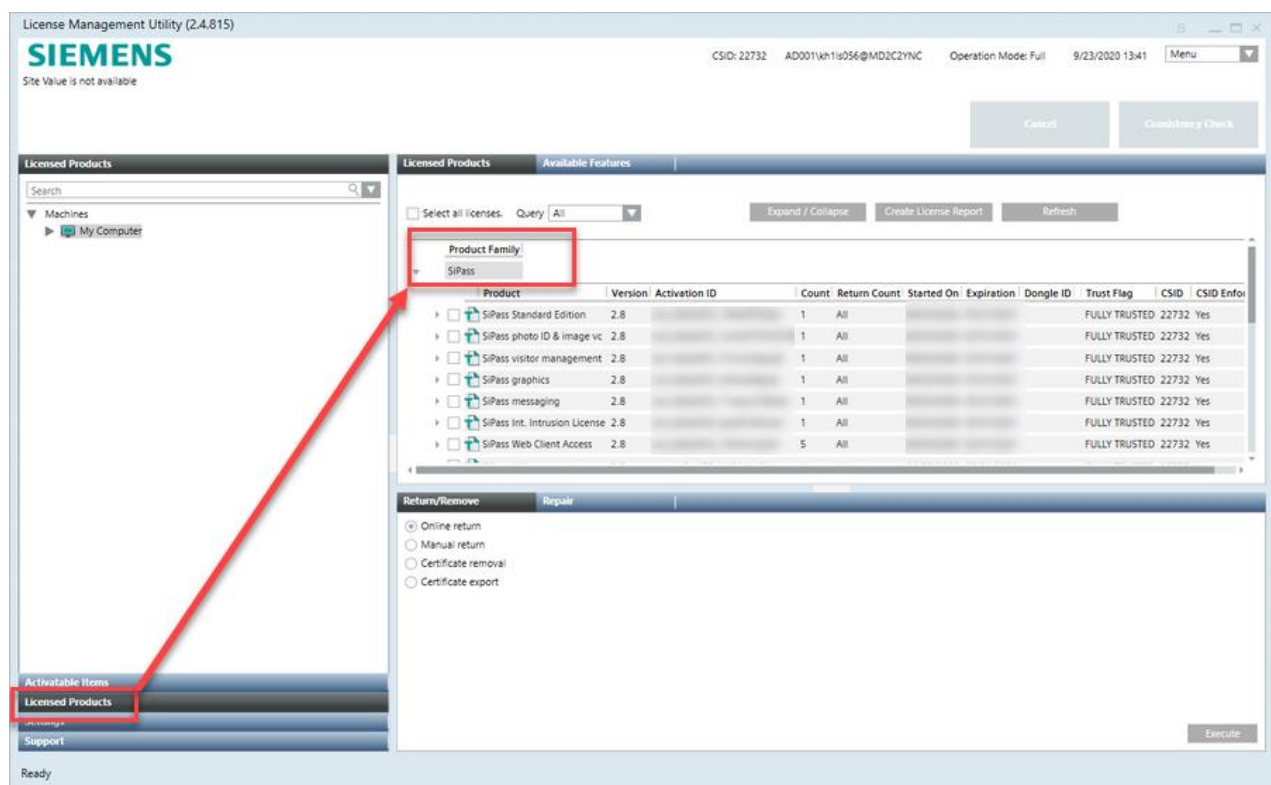 License Management Utility (2.4.815)
SIEMENS
CSID: 22732 AD001\kh1is056@MD2C2YNC Operation Mode: Full 9/23/2020 13:41 Menu
Site Value is not available
Cancel Consistency Check
Licensed Products
Search
Machines
My Computer
Licensed Products Available Features
Select all licenses. Query All Expand / Collapse Create License Report Refresh
Product Family
SiPass
Product Version Activation ID Count Return Count Started On Expiration Dongle ID Trust Flag CSID CSID Enfor
SiPass Standard Edition 2.8 1 All FULLY TRUSTED 22732 Yes
SiPass photo ID & image vc 2.8 1 All FULLY TRUSTED 22732 Yes
SiPass visitor management 2.8 1 All FULLY TRUSTED 22732 Yes
SiPass graphics 2.8 1 All FULLY TRUSTED 22732 Yes
SiPass messaging 2.8 1 All FULLY TRUSTED 22732 Yes
SiPass Int. Intrusion License 2.8 1 All FULLY TRUSTED 22732 Yes
SiPass Web Client Access 2.8 5 All FULLY TRUSTED 22732 Yes
Return/Remove Repair
Online return
Manual return
Certificate removal
Certificate export
Activatable Items
Licensed Products
Settings
Support
Execute
Ready